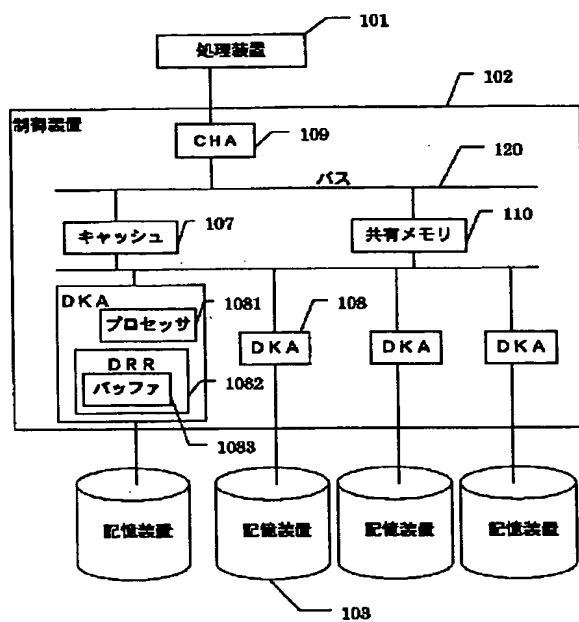 101
処理装置
102
制御装置
CHA
109
バス
120
キャッシュ
107
共有メモリ
110
DKA
プロセッサ
1081
108
DKA
DKA
DKA
DRR
バッファ
1082
1083
記憶装置
記憶装置
記憶装置
記憶装置
103